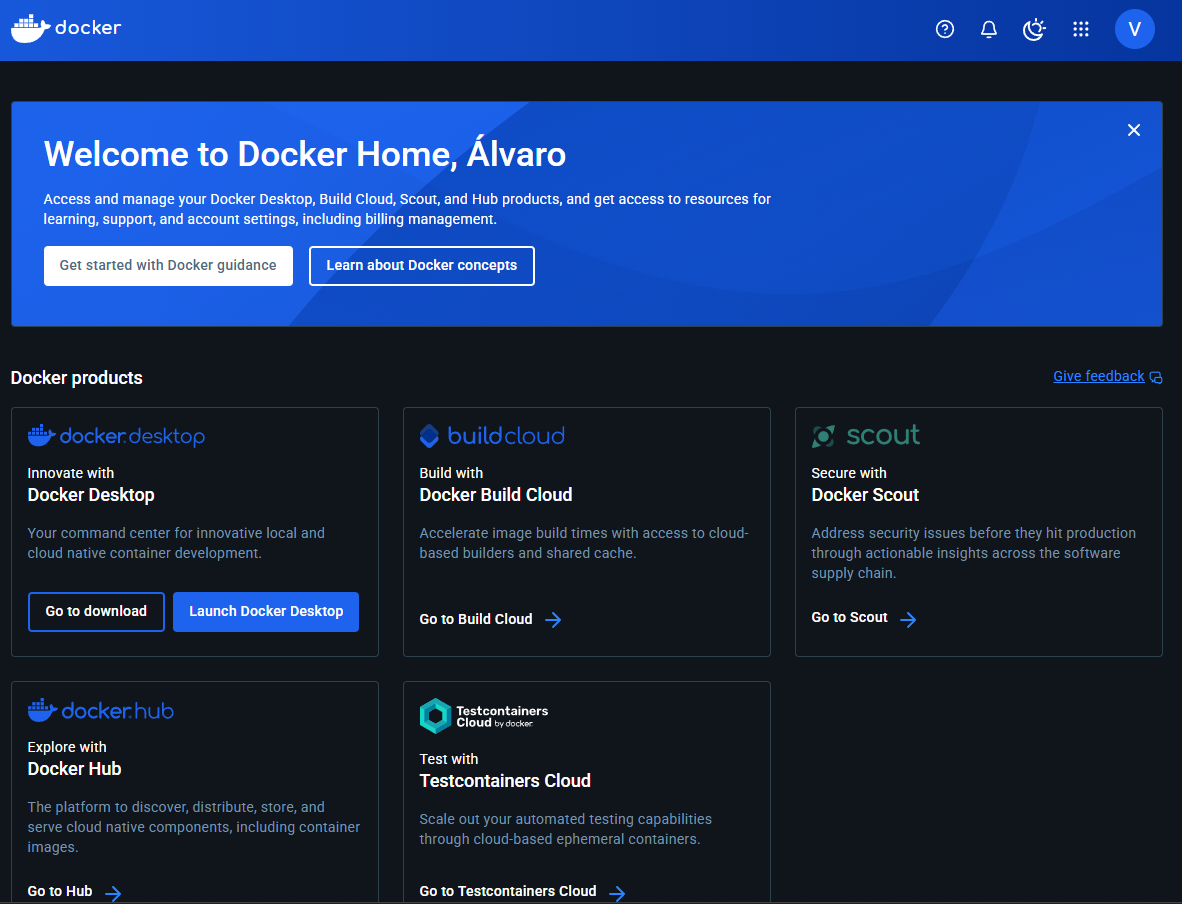 docker
V
Welcome to Docker Home, Álvaro
Access and manage your Docker Desktop, Build Cloud, Scout, and Hub products, and get access to resources for
learning, support, and account settings, including billing management.
Get started with Docker guidance
Learn about Docker concepts
Docker products
Give feedback
docker.desktop
Innovate with
Docker Desktop
Your command center for innovative local and
cloud native container development.
Go to download
Launch Docker Desktop
buildcloud
Build with
Docker Build Cloud
Accelerate image build times with access to cloud-
based builders and shared cache.
Go to Build Cloud
scout
Secure with
Docker Scout
Address security issues before they hit production
through actionable insights across the software
supply chain.
Go to Scout
docker.hub
Explore with
Docker Hub
The platform to discover, distribute, store, and
serve cloud native components, including container
images.
Go to Hub
Testcontainers
Cloud by docker.
Test with
Testcontainers Cloud
Scale out your automated testing capabilities
through cloud-based ephemeral containers.
Go to Testcontainers Cloud